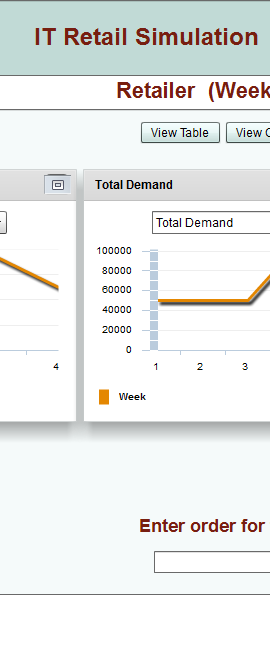 IT Retail Simulation
Retailer (Week
View Table
View
Total Demand
Total Demand
100000
80000
60000
40000
20000
0
4
1 2 3
Week
Enter order for